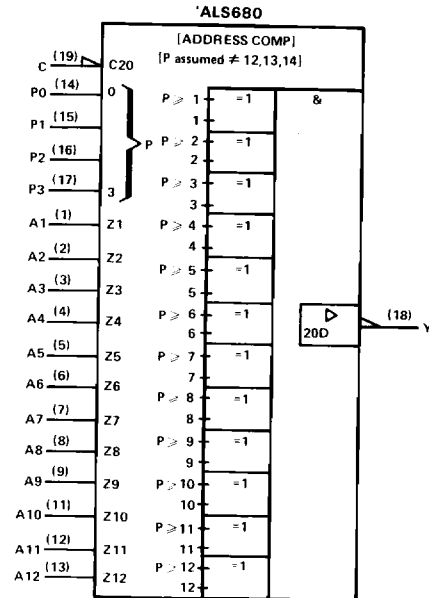 'ALS680
[ADDRESS COMP]
[P assumed ≠ 12,13,14]
C (19) C20
P0 (14) 0
P1 (15)
P2 (16)
P3 (17) 3
P
A1 (1) Z1
A2 (2) Z2
A3 (3) Z3
A4 (4) Z4
A5 (5) Z5
A6 (6) Z6
A7 (7) Z7
A8 (8) Z8
A9 (9) Z9
A10 (11) Z10
A11 (12) Z11
A12 (13) Z12
P ⩾ 1 =1
1
P ⩾ 2 =1
2
P ⩾ 3 =1
3
P ⩾ 4 =1
4
P ⩾ 5 =1
5
P ⩾ 6 =1
6
P ⩾ 7 =1
7
P ⩾ 8 =1
8
P ⩾ 9 =1
9
P ⩾ 10 =1
10
P ⩾ 11 =1
11
P ⩾ 12 =1
12
&
20D
(18) Y